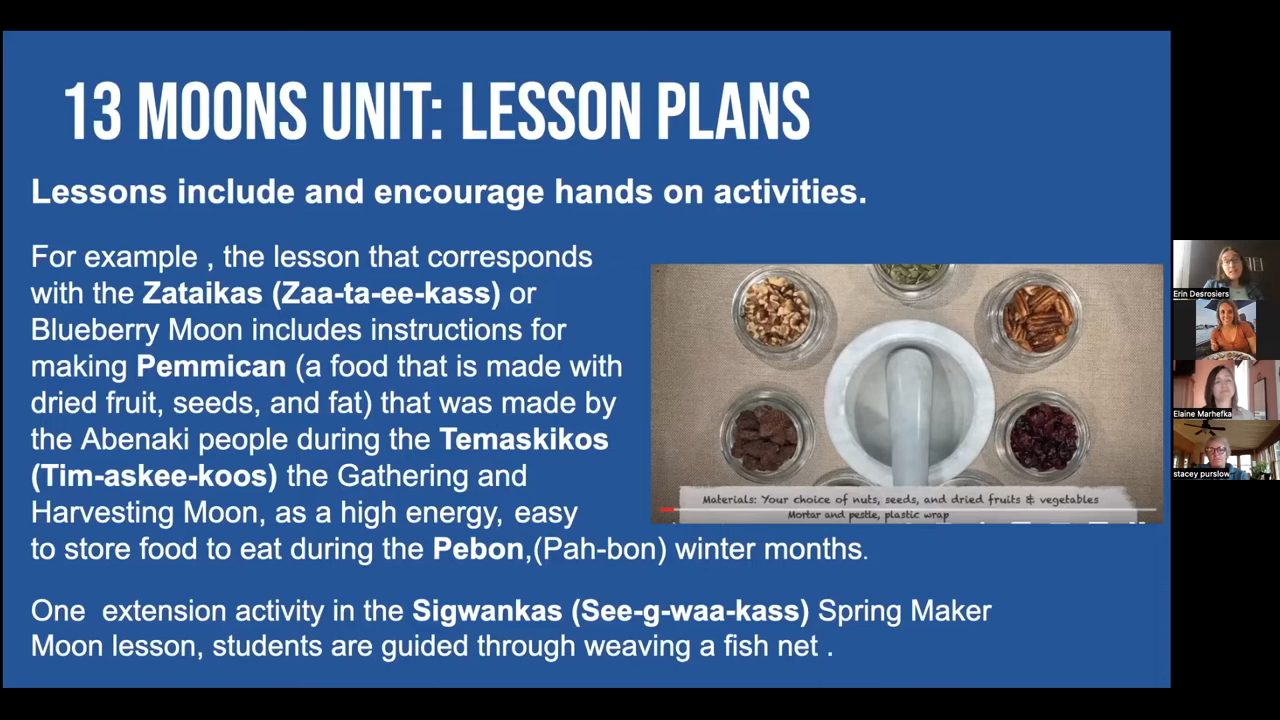 13 MOONS UNIT: LESSON PLANS
Lessons include and encourage hands on activities.
For example , the lesson that corresponds
with the Zataikas (Zaa-ta-ee-kass) or
Blueberry Moon includes instructions for
making Pemmican (a food that is made with
dried fruit, seeds, and fat) that was made by
the Abenaki people during the Temaskikos
(Tim-askee-koos) the Gathering and
Harvesting Moon, as a high energy, easy
to store food to eat during the Pebon,(Pah-bon) winter months.
One  extension activity in the Sigwankas (See-g-waa-kass) Spring Maker
Moon lesson, students are guided through weaving a fish net .
Materials: Your choice of nuts, seeds, and dried fruits & vegetables
Mortar and pestle, plastic wrap
Erin Desrosiers
Elaine Marhefka
stacey purslow